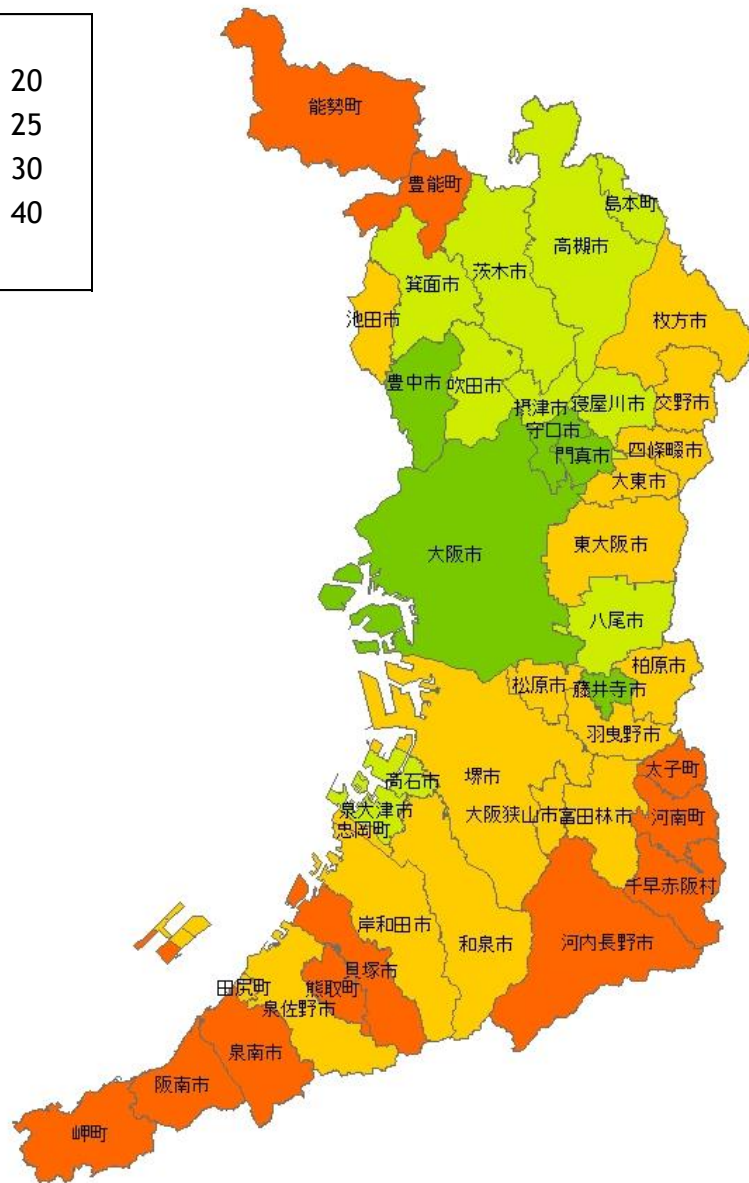 20
25
30
40
能勢町
豊能町
島本町
高槻市
茨木市
箕面市
池田市
枚方市
豊中市
吹田市
摂津市
寝屋川市
交野市
守口市
門真市
四條畷市
大東市
大阪市
東大阪市
八尾市
柏原市
松原市
藤井寺市
羽曳野市
太子町
高石市
堺市
泉大津市
大阪狭山市
富田林市
河南町
忠岡町
千早赤阪村
岸和田市
和泉市
河内長野市
貝塚市
田尻町
熊取町
泉佐野市
泉南市
阪南市
岬町